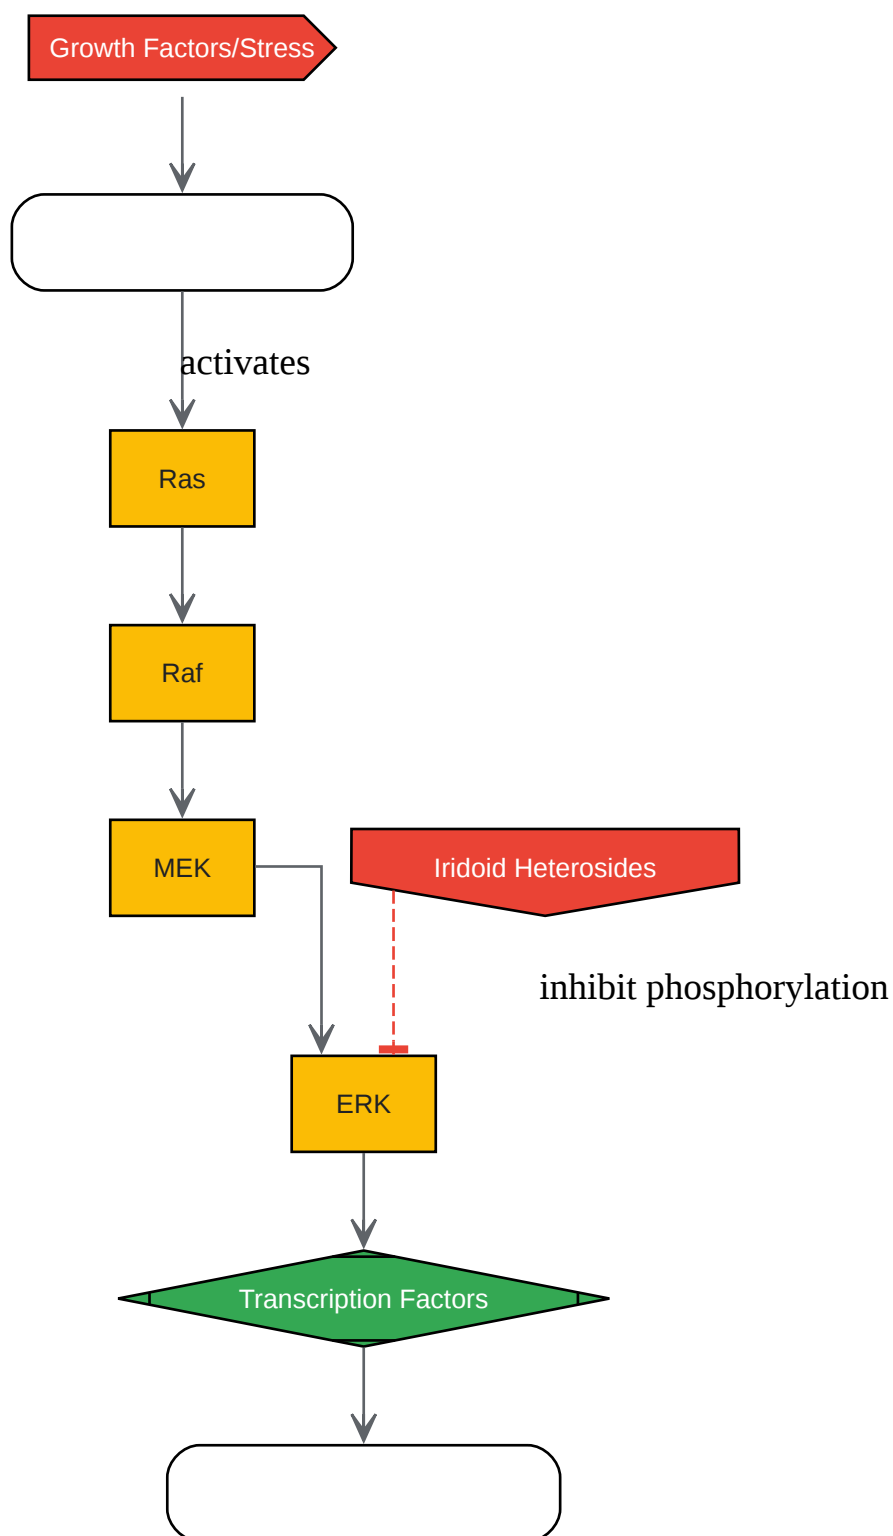 Growth Factors/Stress
activates
Ras
Raf
MEK
Iridoid Heterosides
inhibit phosphorylation
ERK
Transcription Factors